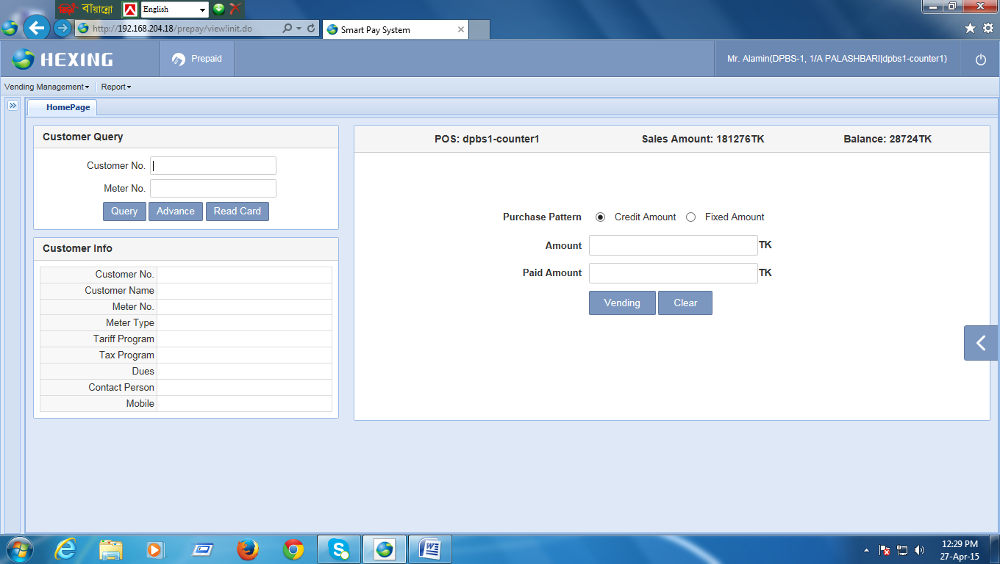 বায়ান্নো English
http://192.168.204.18/prepay/view!init.do
Smart Pay System
HEXING
Prepaid
Mr. Alamin(DPBS-1, 1/A PALASHBARI|dpbs1-counter1)
Vending Management
Report
HomePage
Customer Query
Customer No.
Meter No.
Query Advance Read Card
Customer Info
Customer No.
Customer Name
Meter No.
Meter Type
Tariff Program
Tax Program
Dues
Contact Person
Mobile
POS: dpbs1-counter1 Sales Amount: 181276TK Balance: 28724TK
Purchase Pattern Credit Amount Fixed Amount
Amount TK
Paid Amount TK
Vending Clear
12:29 PM
27-Apr-15